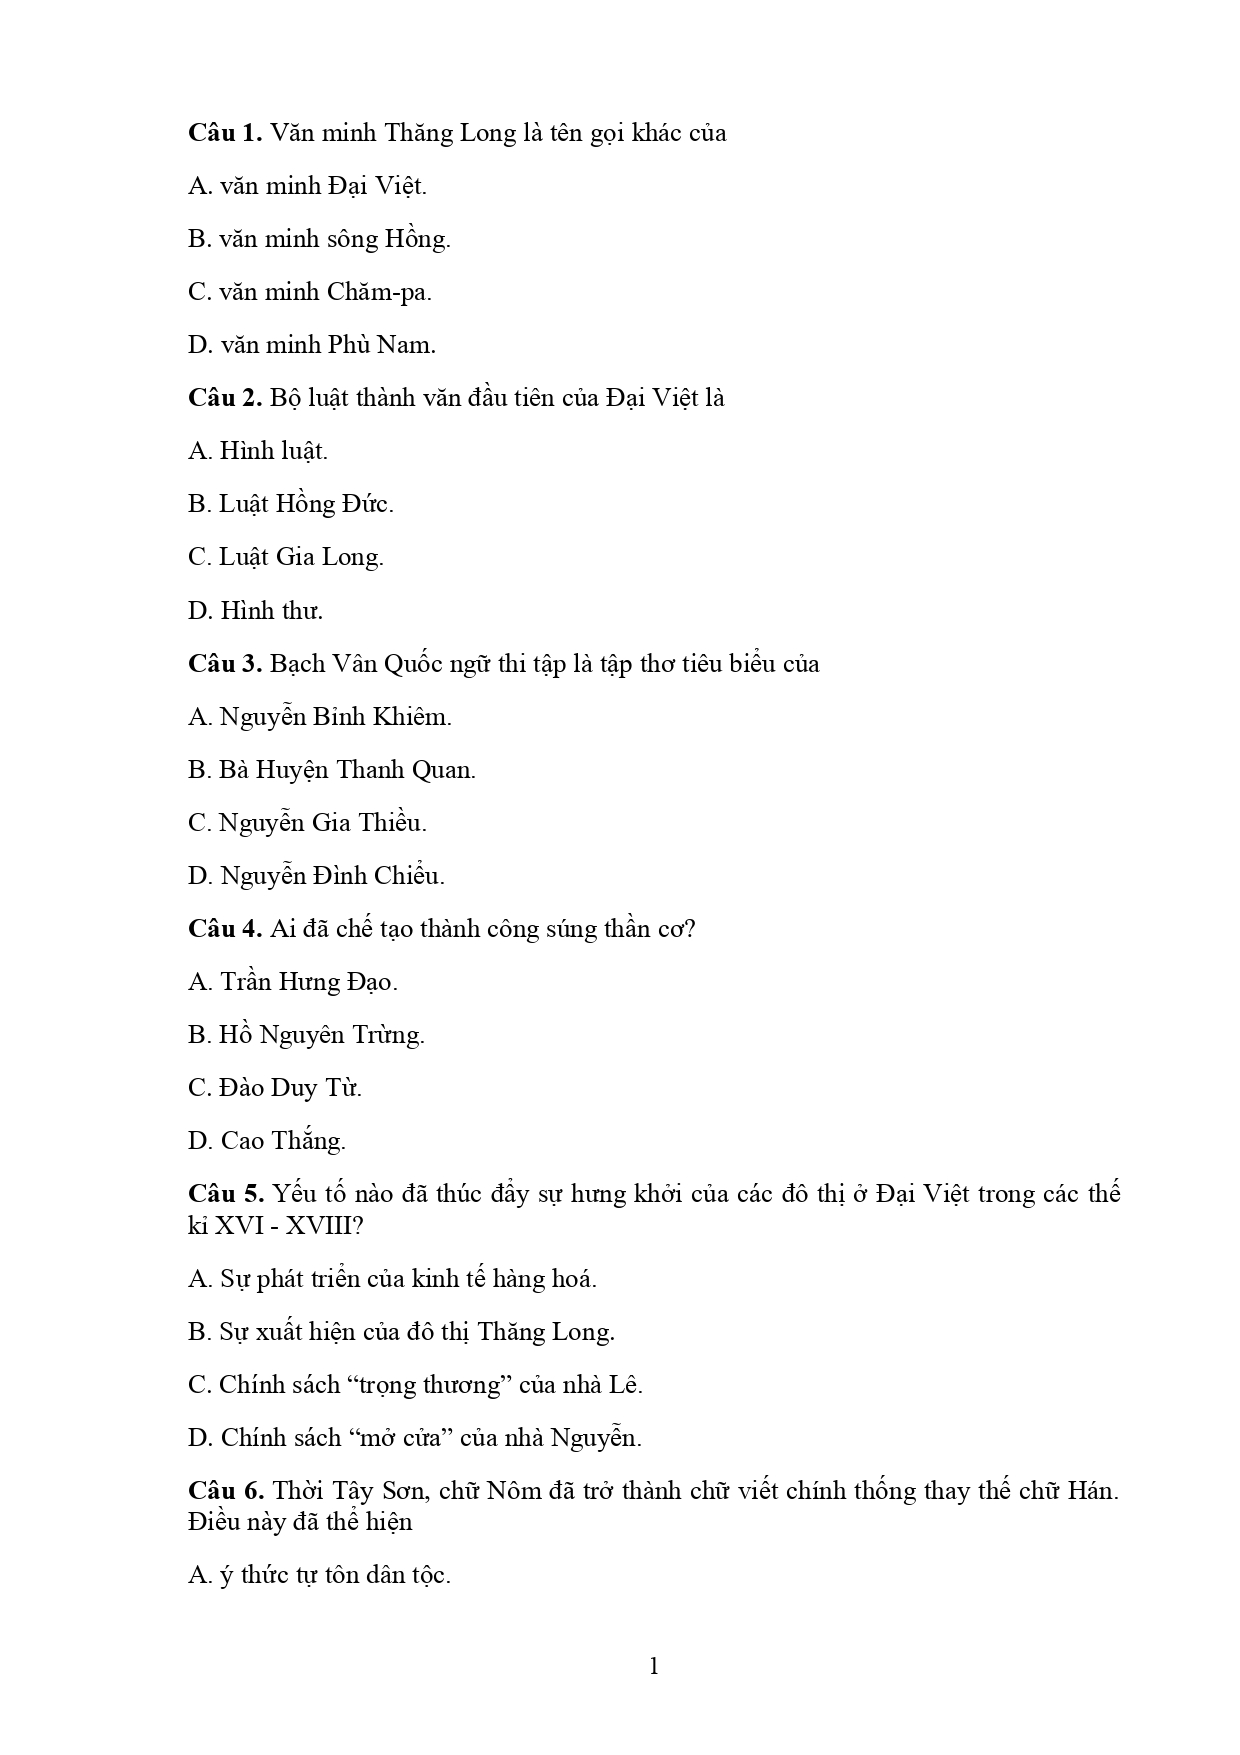 Câu 1. Văn minh Thăng Long là tên gọi khác của
A. văn minh Đại Việt.
B. văn minh sông Hồng.
C. văn minh Chăm-pa.
D. văn minh Phù Nam.
Câu 2. Bộ luật thành văn đầu tiên của Đại Việt là
A. Hình luật.
B. Luật Hồng Đức.
C. Luật Gia Long.
D. Hình thư.
Câu 3. Bạch Vân Quốc ngữ thi tập là tập thơ tiêu biểu của
A. Nguyễn Bỉnh Khiêm.
B. Bà Huyện Thanh Quan.
C. Nguyễn Gia Thiều.
D. Nguyễn Đình Chiểu.
Câu 4. Ai đã chế tạo thành công súng thần cơ?
A. Trần Hưng Đạo.
B. Hồ Nguyên Trừng.
C. Đào Duy Từ.
D. Cao Thắng.
Câu 5. Yếu tố nào đã thúc đẩy sự hưng khởi của các đô thị ở Đại Việt trong các thế
kỉ XVI - XVIII?
A. Sự phát triển của kinh tế hàng hoá.
B. Sự xuất hiện của đô thị Thăng Long.
C. Chính sách “trọng thương” của nhà Lê.
D. Chính sách “mở cửa” của nhà Nguyễn.
Câu 6. Thời Tây Sơn, chữ Nôm đã trở thành chữ viết chính thống thay thế chữ Hán.
Điều này đã thể hiện
A. ý thức tự tôn dân tộc.
1